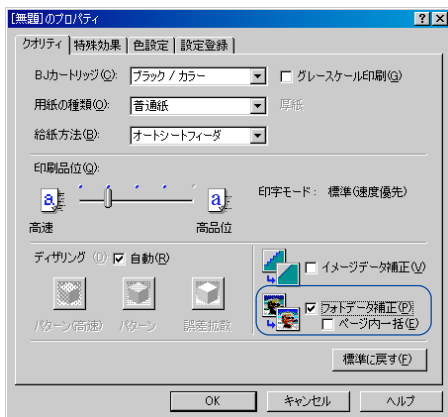 [無題]のプロパティ
クオリティ 特殊効果 色設定 設定登録
BJカートリッジ(C): ブラック / カラー グレースケール印刷(G)
用紙の種類(O): 普通紙 厚紙
給紙方法(B): オートシートフィーダ
印刷品位(Q):
a a 印字モード: 標準(速度優先)
高速 高品位
ディザリング (D) 自動(R) イメージデータ補正(V)
フォトデータ補正(P)
パターン(高速) パターン 誤差拡散 ページ内一括(E)
標準に戻す(F)
OK キャンセル ヘルプ